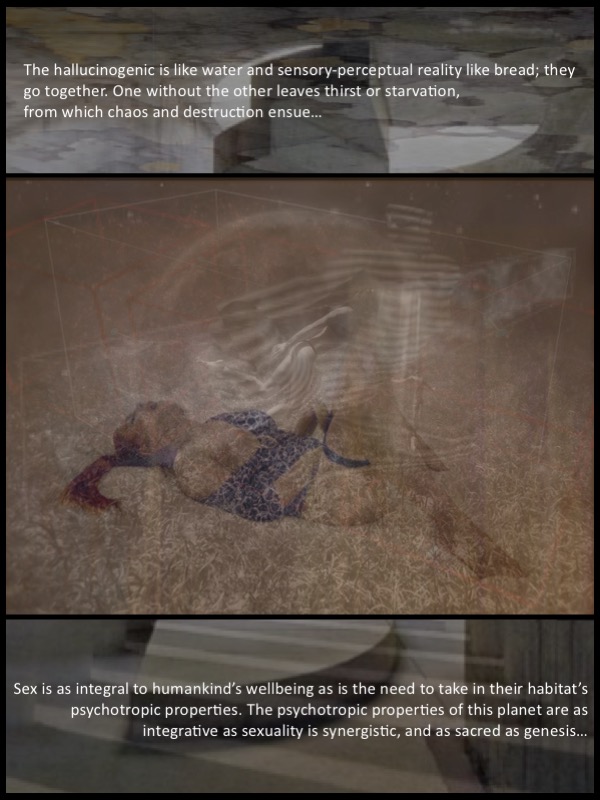 The hallucinogenic is like water and sensory-perceptual reality like bread; they
go together. One without the other leaves thirst or starvation,
from which chaos and destruction ensue…
Sex is as integral to humankind’s wellbeing as is the need to take in their habitat’s
psychotropic properties. The psychotropic properties of this planet are as
integrative as sexuality is synergistic, and as sacred as genesis…